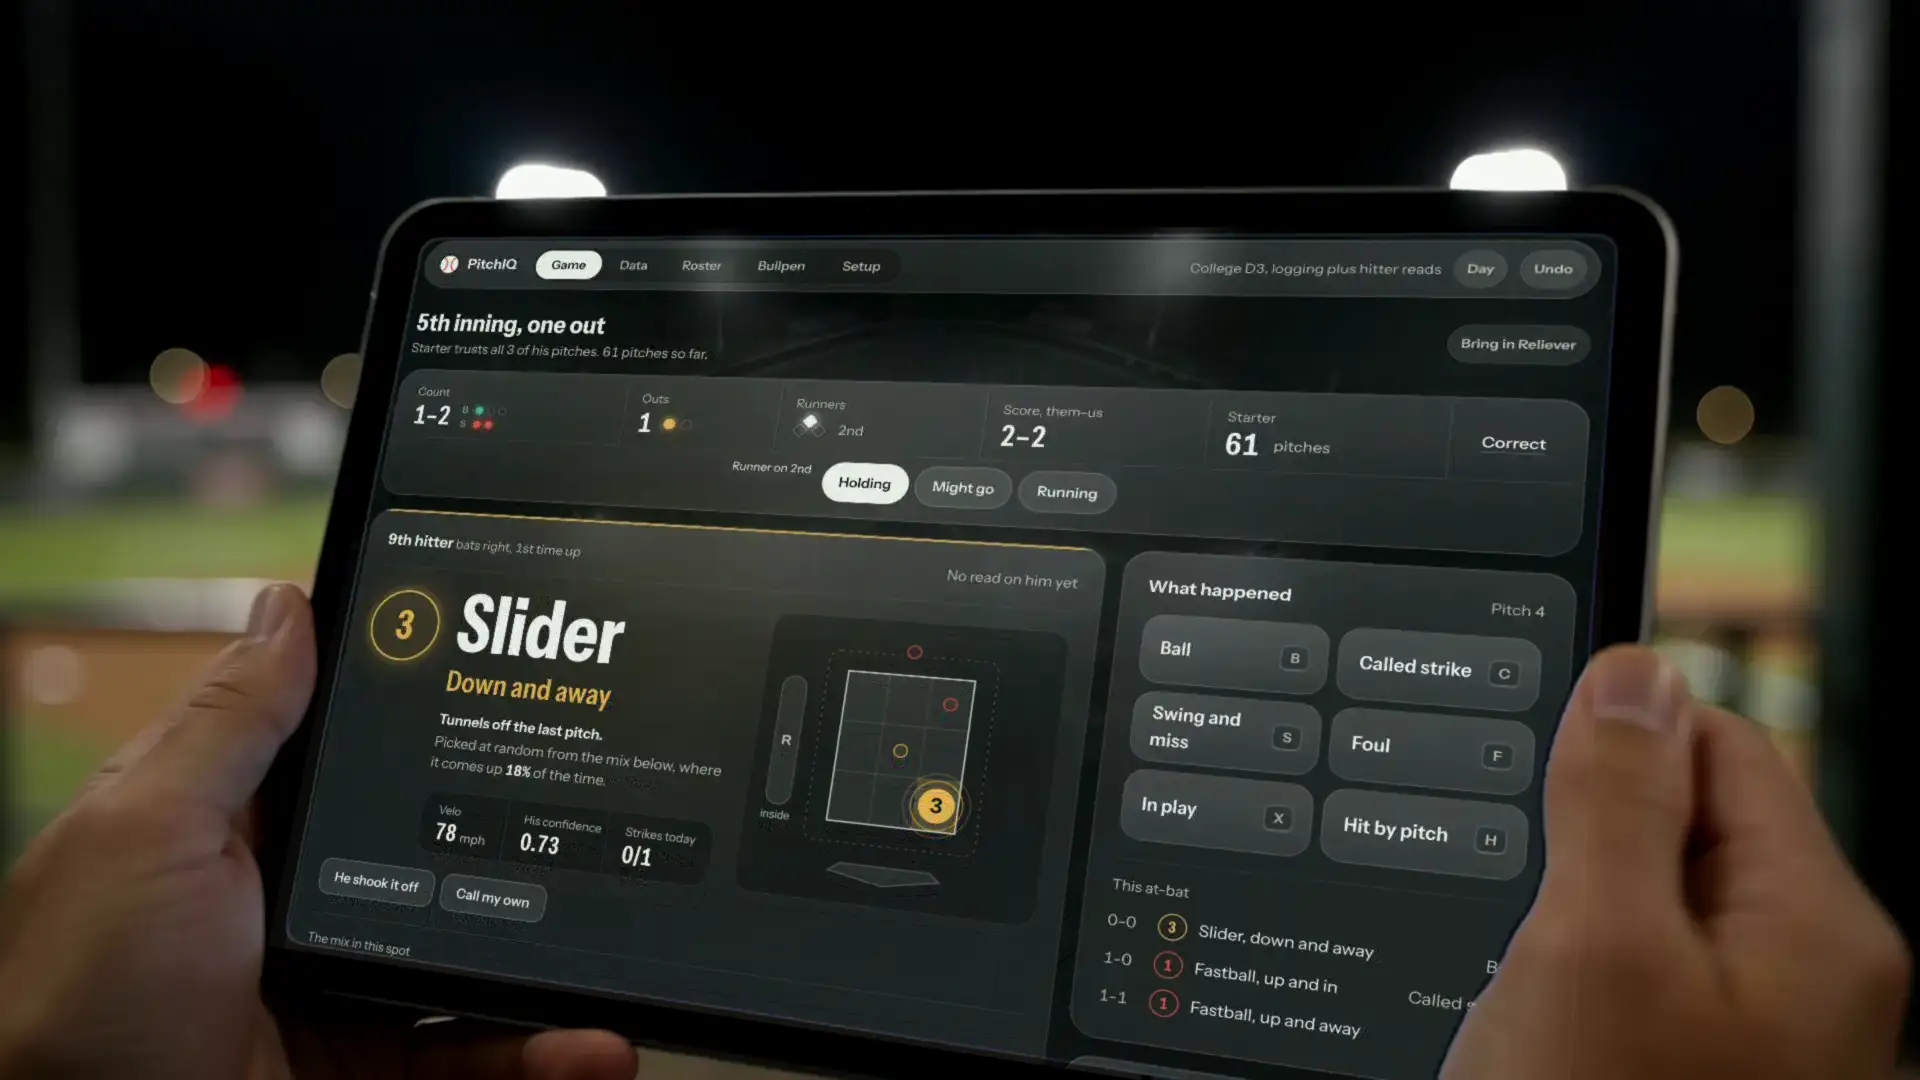 PitchIQ
Game
Data
Roster
Bullpen
Setup
College D3, logging plus hitter reads
Day
Undo
5th inning, one out
Starter trusts all 3 of his pitches. 61 pitches so far.
Bring in Reliever
Count
1-2
B
S
Outs
1
Runners
2nd
Score, them-us
2-2
Starter
61 pitches
Correct
Runner on 2nd
Holding
Might go
Running
9th hitter bats right, 1st time up
No read on him yet
3
Slider
Down and away
Tunnels off the last pitch.
Picked at random from the mix below, where
it comes up 18% of the time.
Velo
78 mph
His confidence
0.73
Strikes today
0/1
He shook it off
Call my own
The mix in this spot
R
inside
3
What happened
Pitch 4
Ball B
Called strike C
Swing and
miss S
Foul F
In play X
Hit by pitch H
This at-bat
0-0 3 Slider, down and away
1-0 1 Fastball, up and in Called
1-1 1 Fastball, up and away